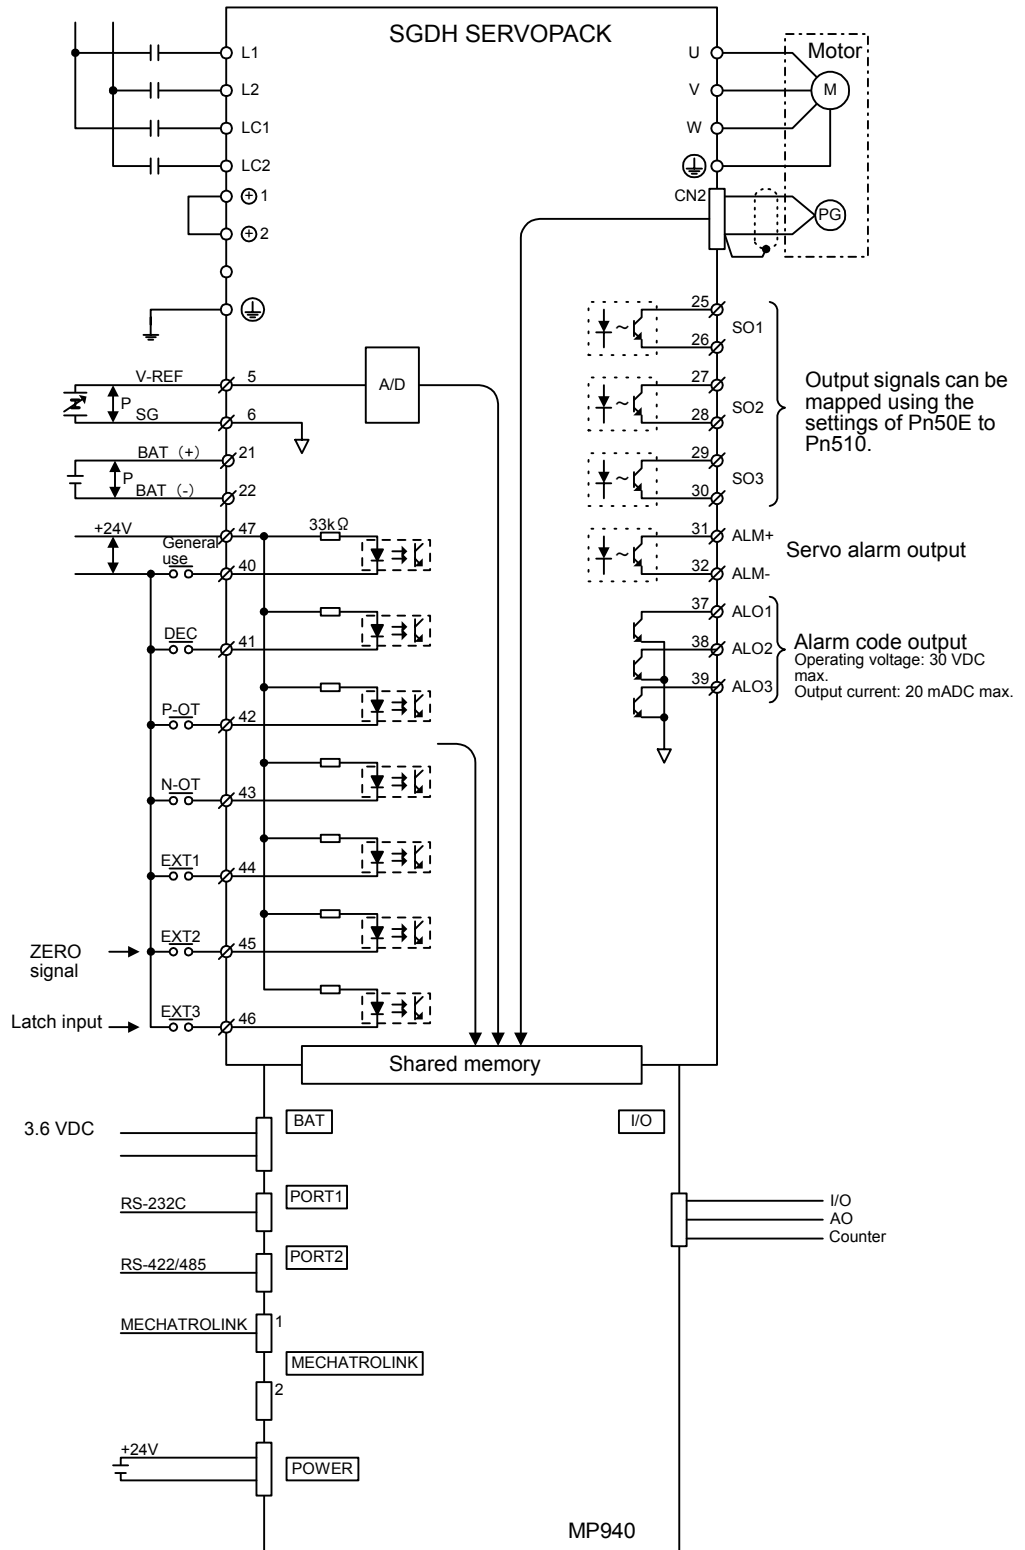 SGDH SERVOPACK
L1
L2
LC1
LC2
1
2
U
V
W
Motor
M
CN2
PG
V-REF
5
A/D
P
SG
6
BAT (+)
21
P
BAT (-)
22
+24V
47
33kΩ
General
use
40
DEC
41
P-OT
42
N-OT
43
EXT1
44
ZERO
signal
EXT2
45
Latch input
EXT3
46
25
SO1
26
27
SO2
28
29
SO3
30
Output signals can be
mapped using the
settings of Pn50E to
Pn510.
31
ALM+
32
ALM-
Servo alarm output
37
ALO1
38
ALO2
39
ALO3
Alarm code output
Operating voltage: 30 VDC
max.
Output current: 20 mADC max.
Shared memory
3.6 VDC
BAT
I/O
RS-232C
PORT1
RS-422/485
PORT2
MECHATROLINK
1
MECHATROLINK
2
+24V
POWER
I/O
AO
Counter
MP940